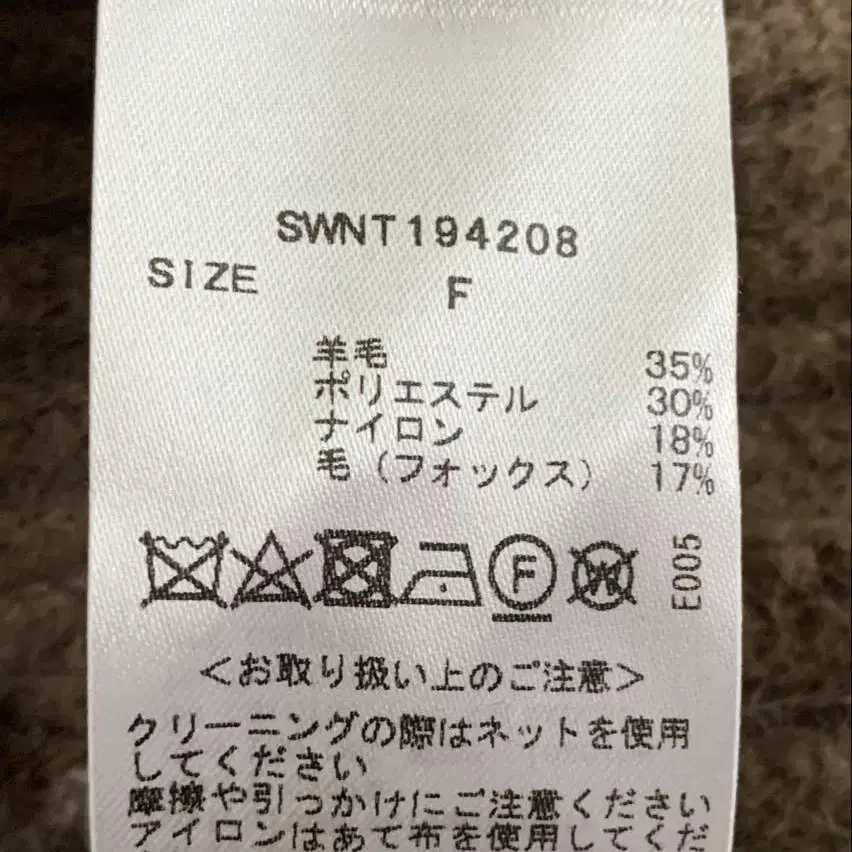 SWNT194208
SIZE F
羊毛 35%
ポリエステル 30%
ナイロン 18%
毛（フォックス） 17%
F W E005
＜お取り扱い上のご注意＞
クリーニングの際はネットを使用
してください
摩擦や引っかけにご注意ください
アイロンはあて布を使用してくだ